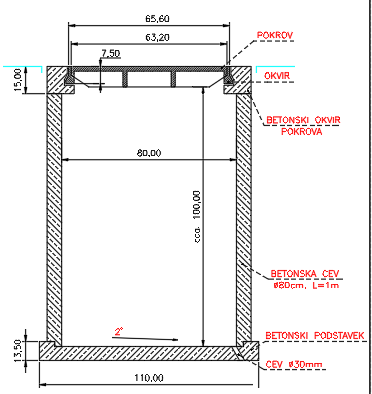 65,60
63,20
POKROV
7,50
OKVIR
15,00
BETONSKI OKVIR
POKROVA
80,00
cca. 100,00
BETONSKA CEV
Ø80cm, L=1m
2°
BETONSKI PODSTAVEK
13,50
CEV Ø30mm
110,00